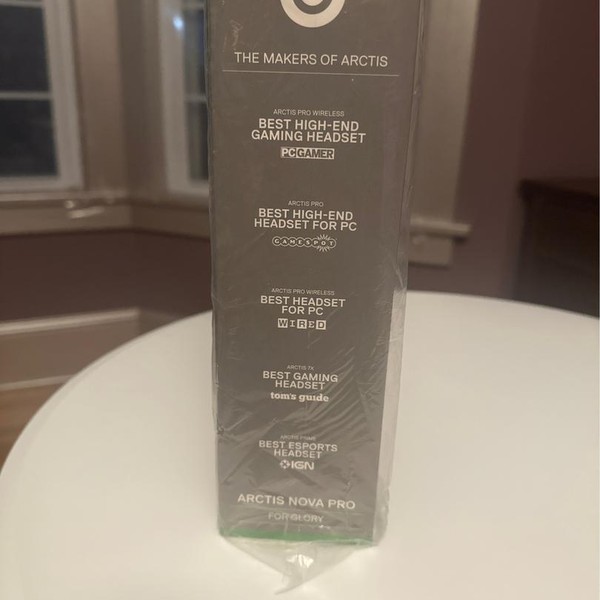 THE MAKERS OF ARCTIS
ARCTIS PRO WIRELESS
BEST HIGH-END
GAMING HEADSET
PC GAMER
ARCTIS PRO
BEST HIGH-END
HEADSET FOR PC
GAMESPOT
ARCTIS PRO WIRELESS
BEST HEADSET
FOR PC
WIRED
ARCTIS 7X
BEST GAMING
HEADSET
tom's guide
ARCTIS PRIME
BEST ESPORTS
HEADSET
IGN
ARCTIS NOVA PRO
FOR GLORY